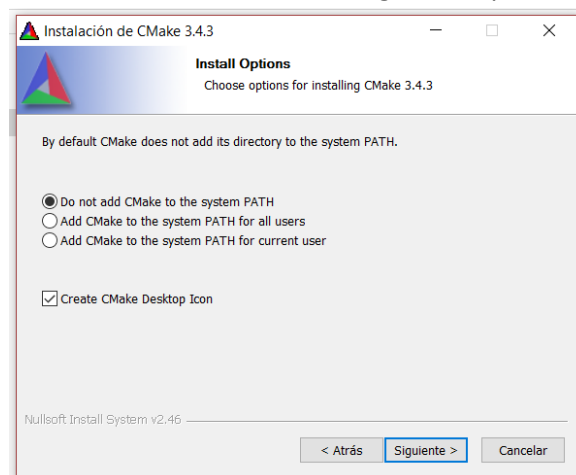 Instalación de CMake 3.4.3
Install Options
Choose options for installing CMake 3.4.3
By default CMake does not add its directory to the system PATH.
Do not add CMake to the system PATH
Add CMake to the system PATH for all users
Add CMake to the system PATH for current user
Create CMake Desktop Icon
Nullsoft Install System v2.46
< Atrás Siguiente > Cancelar